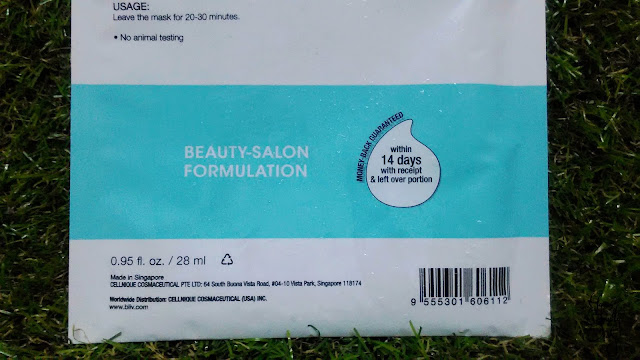 USAGE:
Leave the mask for 20-30 minutes.
• No animal testing
BEAUTY-SALON
FORMULATION
MONEY-BACK GUARANTEED
within
14 days
with receipt
& left over portion
0.95 fl. oz. / 28 ml
Made in Singapore
CELLNIQUE COSMACEUTICAL PTE LTD: 64 South Buona Vista Road, #04-10 Vista Park, Singapore 118174
Worldwide Distribution: CELLNIQUE COSMACEUTICAL (USA) INC.
www.bliv.com
9 555301 606112